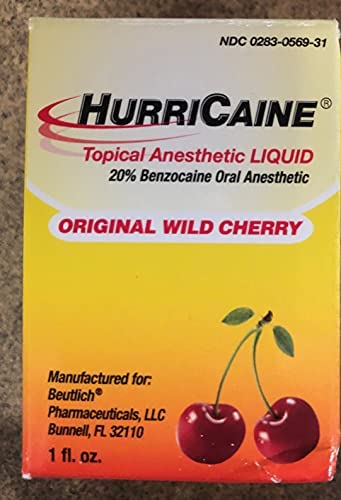 NDC 0283-0569-31
HURRICAINE®
Topical Anesthetic LIQUID
20% Benzocaine Oral Anesthetic
ORIGINAL WILD CHERRY
Manufactured for:
Beutlich®
Pharmaceuticals, LLC
Bunnell, FL 32110
1 fl. oz.